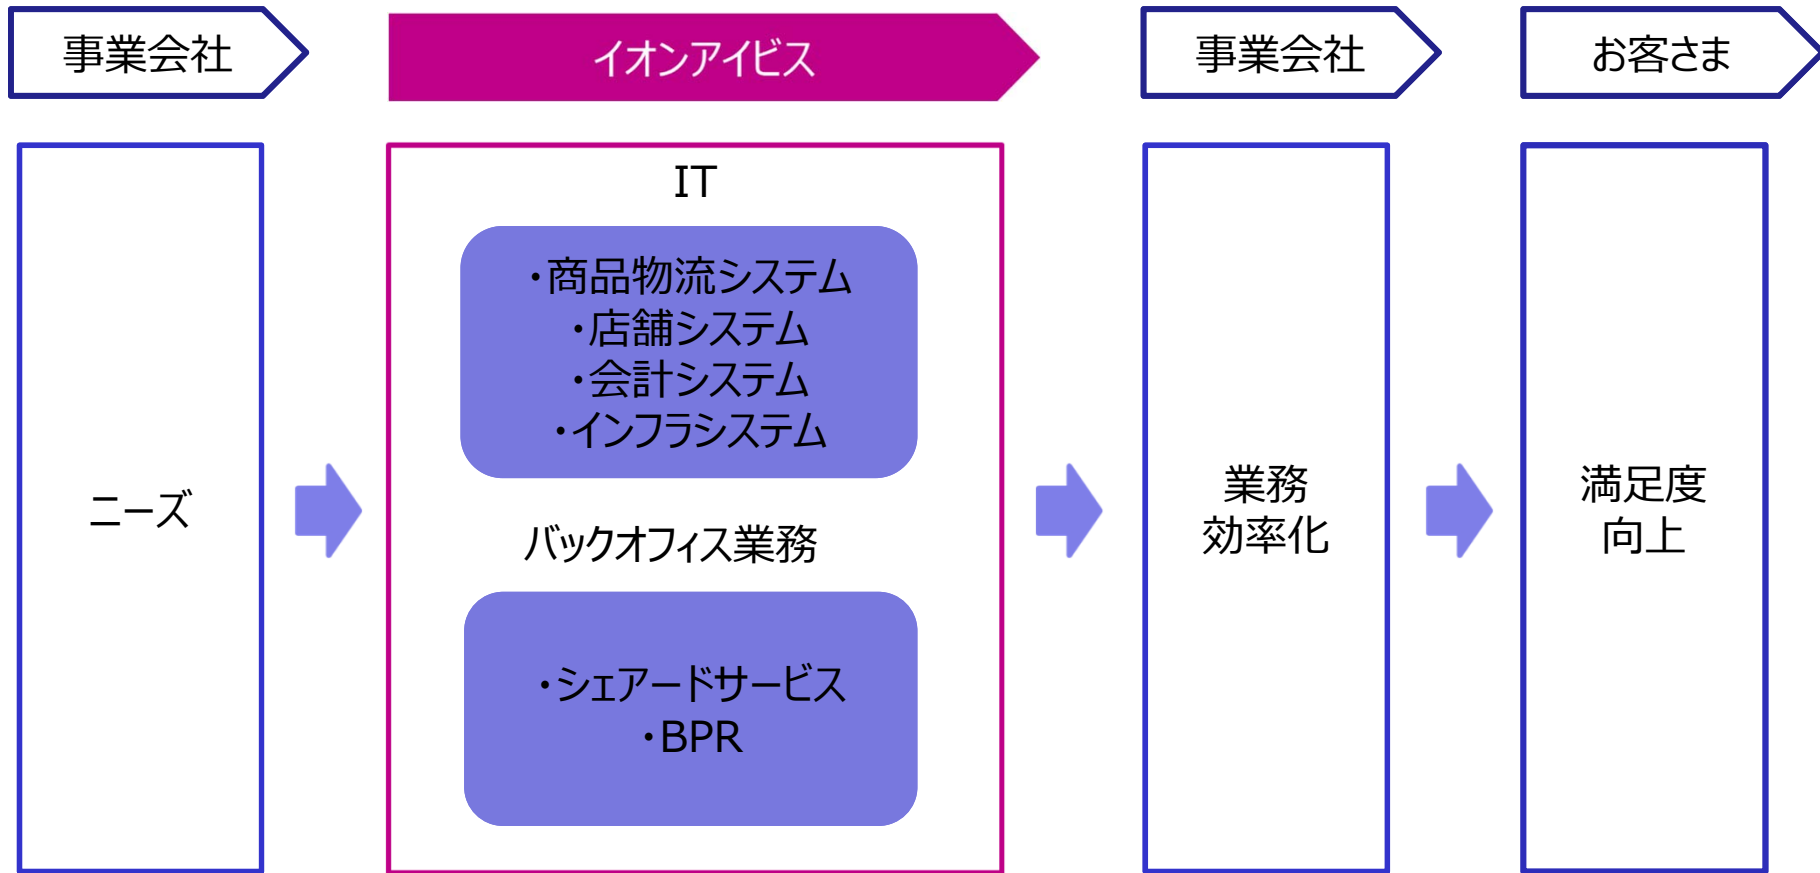 事業会社
イオンアイビス
事業会社
お客さま
ニーズ
IT
・商品物流システム
・店舗システム
・会計システム
・インフラシステム
バックオフィス業務
・シェアードサービス
・BPR
業務
効率化
満足度
向上